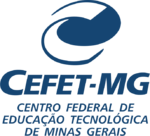 CEFET-MG
CENTRO FEDERAL DE
EDUCAÇÃO TECNOLÓGICA
DE MINAS GERAIS